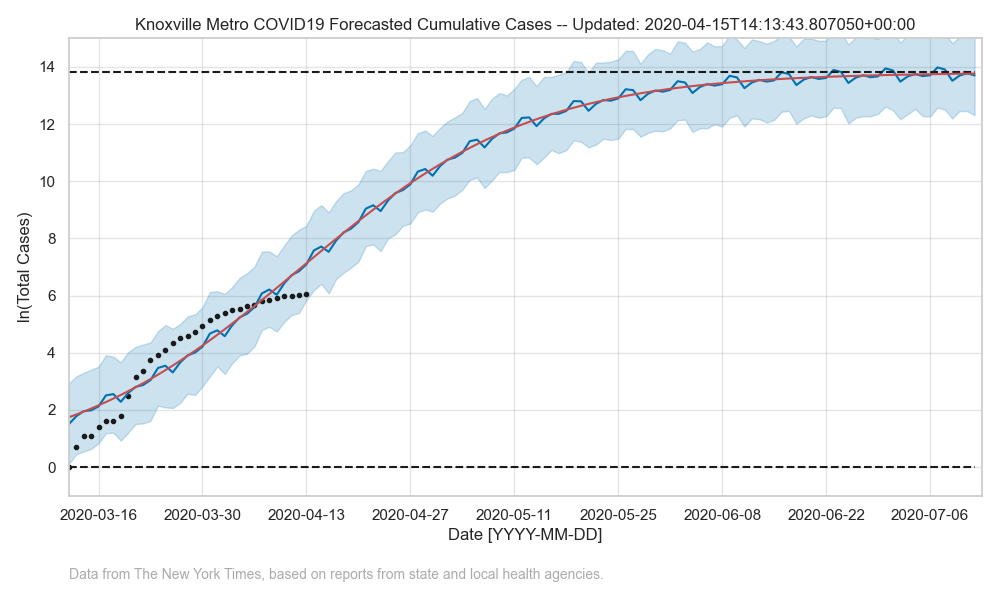 Knoxville Metro COVID19 Forecasted Cumulative Cases -- Updated: 2020-04-15T14:13:43.807050+00:00
ln(Total Cases)
14
12
10
8
6
4
2
0
2020-03-16 2020-03-30 2020-04-13 2020-04-27 2020-05-11 2020-05-25 2020-06-08 2020-06-22 2020-07-06
Date [YYYY-MM-DD]
Data from The New York Times, based on reports from state and local health agencies.